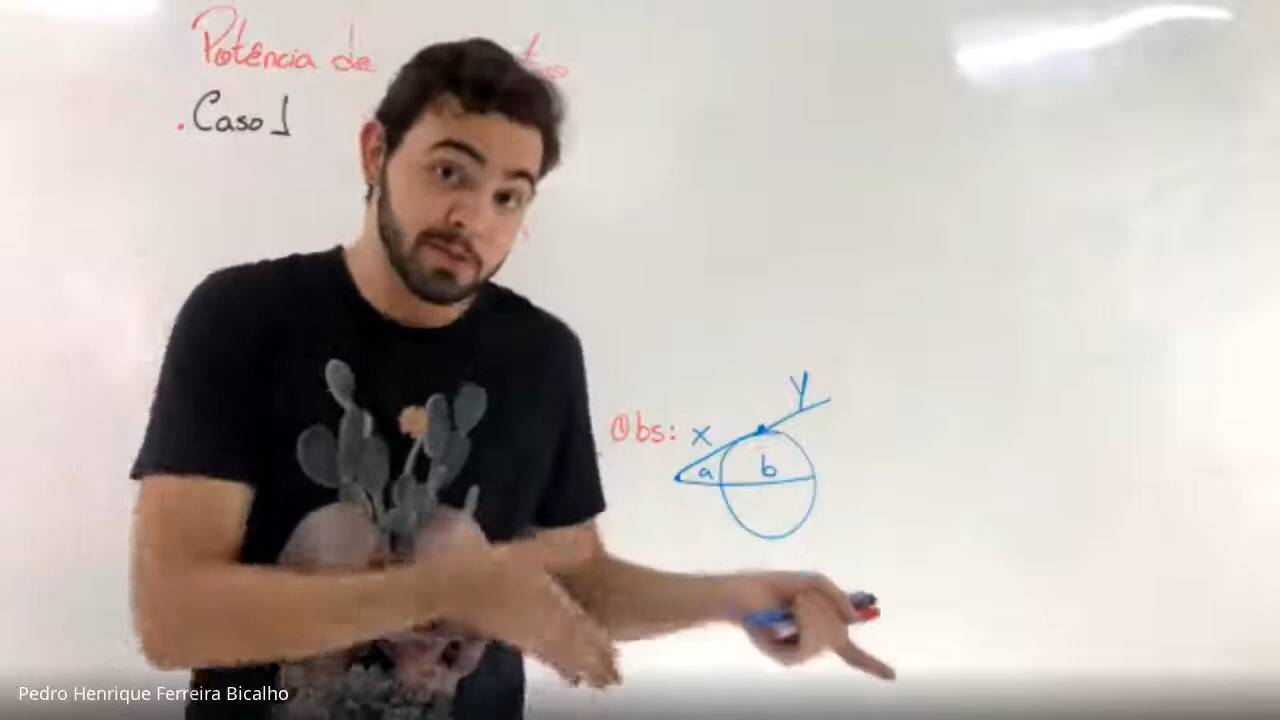 Potência de
.Caso 1
Obs: x y
a b
Pedro Henrique Ferreira Bicalho